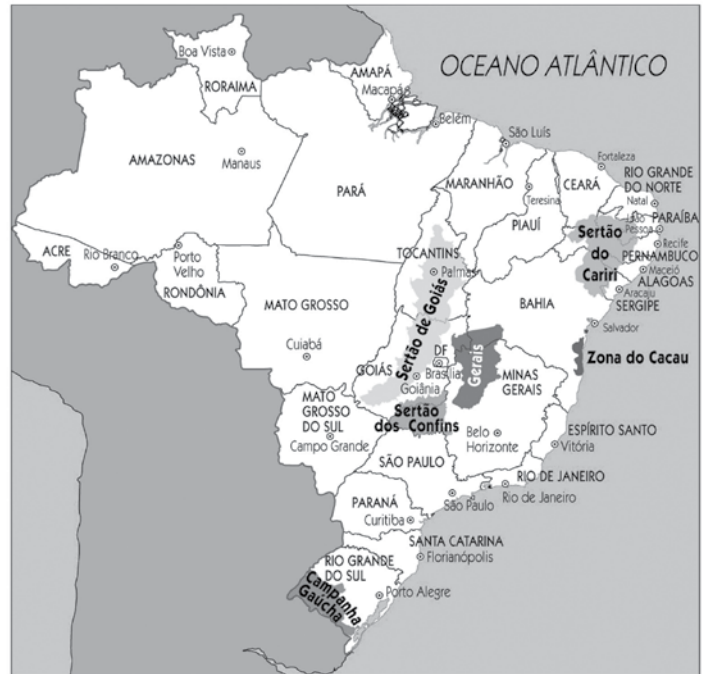 OCEANO ATLÂNTICO
Boa Vista
RORAIMA
AMAPÁ
Macapá
Belém
São Luís
Fortaleza
AMAZONAS
Manaus
PARÁ
MARANHÃO
Teresina
CEARÁ
RIO GRANDE
DO NORTE
Natal
PIAUÍ
João
Pessoa
PARAÍBA
Recife
PERNAMBUCO
Maceió
ALAGOAS
Aracaju
SERGIPE
Sertão
do
Cariri
ACRE
Rio Branco
Porto
Velho
RONDÔNIA
TOCANTINS
Palmas
MATO GROSSO
Cuiabá
BAHIA
Salvador
Sertão de Goiás
GOIÁS
DF
Brasília
Goiânia
Gerais
MINAS
GERAIS
Zona do Cacau
MATO
GROSSO
DO SUL
Campo Grande
Sertão
dos Confins
Belo
Horizonte
ESPÍRITO SANTO
Vitória
SÃO PAULO
São Paulo
RIO DE JANEIRO
Rio de Janeiro
PARANÁ
Curitiba
SANTA CATARINA
Florianópolis
RIO GRANDE
DO SUL
Campanha
Gaúcha
Porto Alegre